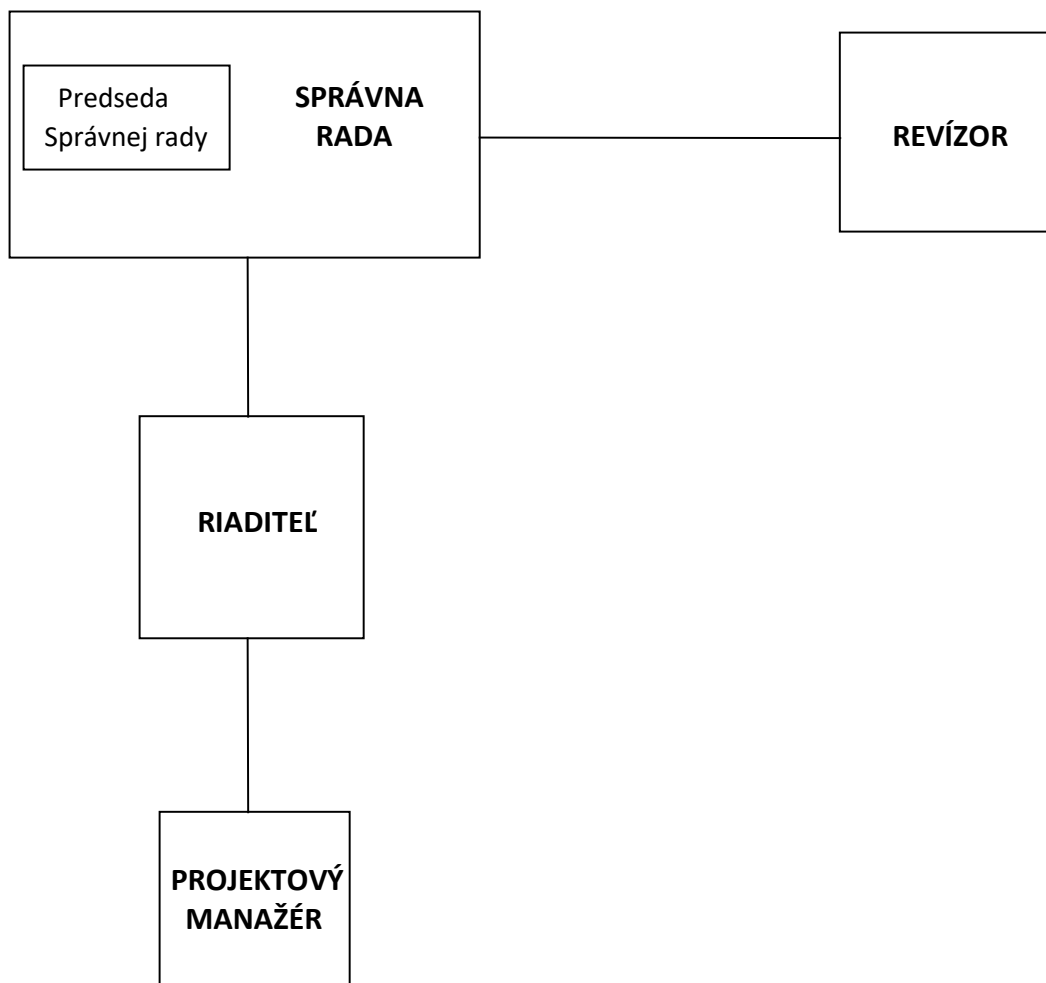 Predseda
Správnej rady
SPRÁVNA
RADA
REVÍZOR
RIADITEĽ
PROJEKTOVÝ
MANAŽÉR